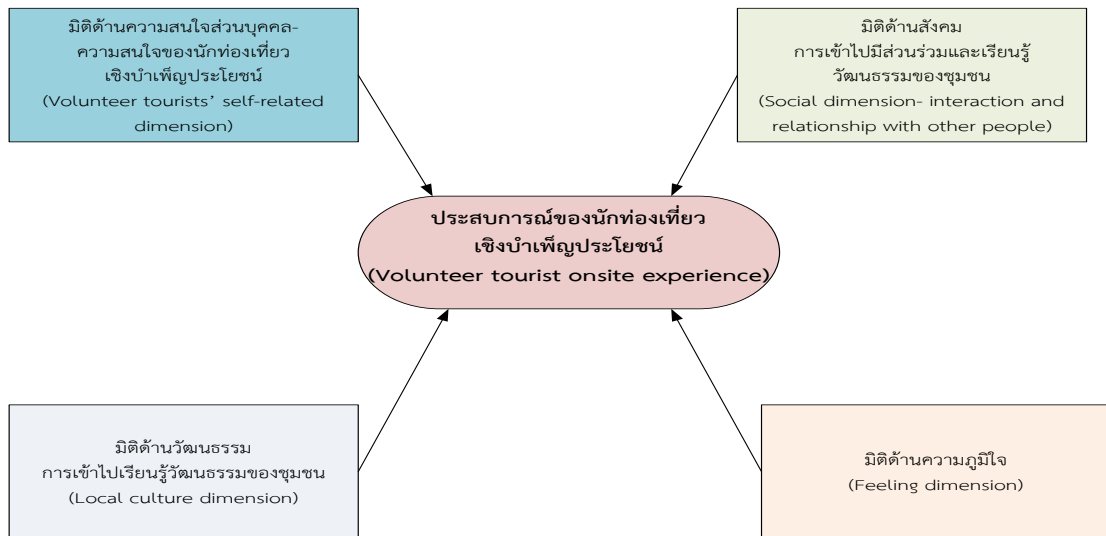 มิติด้านความสนใจส่วนบุคคล-
ความสนใจของนักท่องเที่ยว
เชิงบำเพ็ญประโยชน์
(Volunteer tourists’ self-related
dimension)
มิติด้านสังคม
การเข้าไปมีส่วนร่วมและเรียนรู้
วัฒนธรรมของชุมชน
(Social dimension- interaction and
relationship with other people)
ประสบการณ์ของนักท่องเที่ยว
เชิงบำเพ็ญประโยชน์
(Volunteer tourist onsite experience)
มิติด้านวัฒนธรรม
การเข้าไปเรียนรู้วัฒนธรรมของชุมชน
(Local culture dimension)
มิติด้านความภูมิใจ
(Feeling dimension)